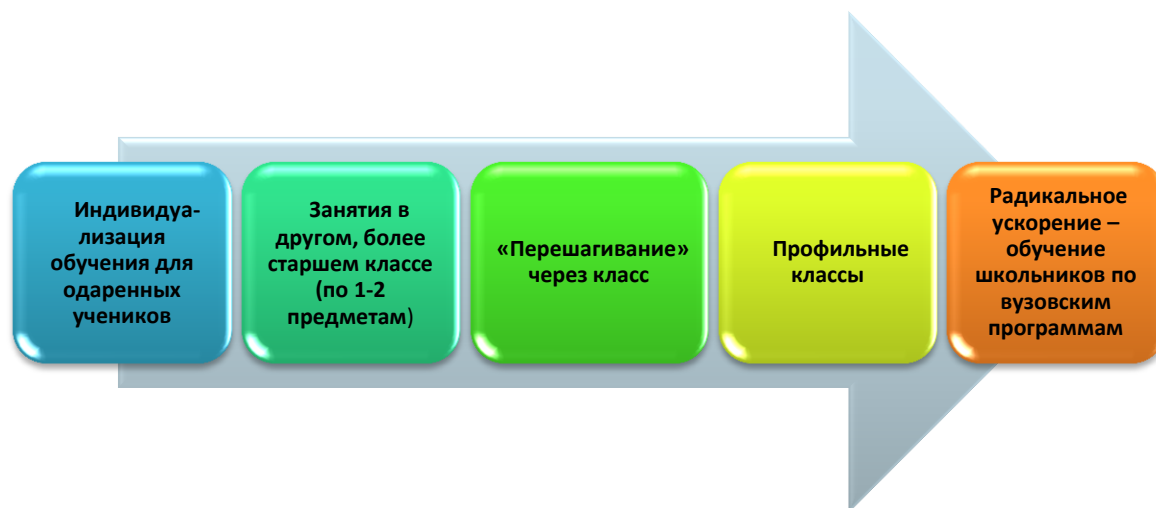 Индивидуа-
лизация
обучения для
одаренных
учеников
Занятия в
другом, более
старшем классе
(по 1-2
предметам)
«Перешагивание»
через класс
Профильные
классы
Радикальное
ускорение –
обучение
школьников по
вузовским
программам